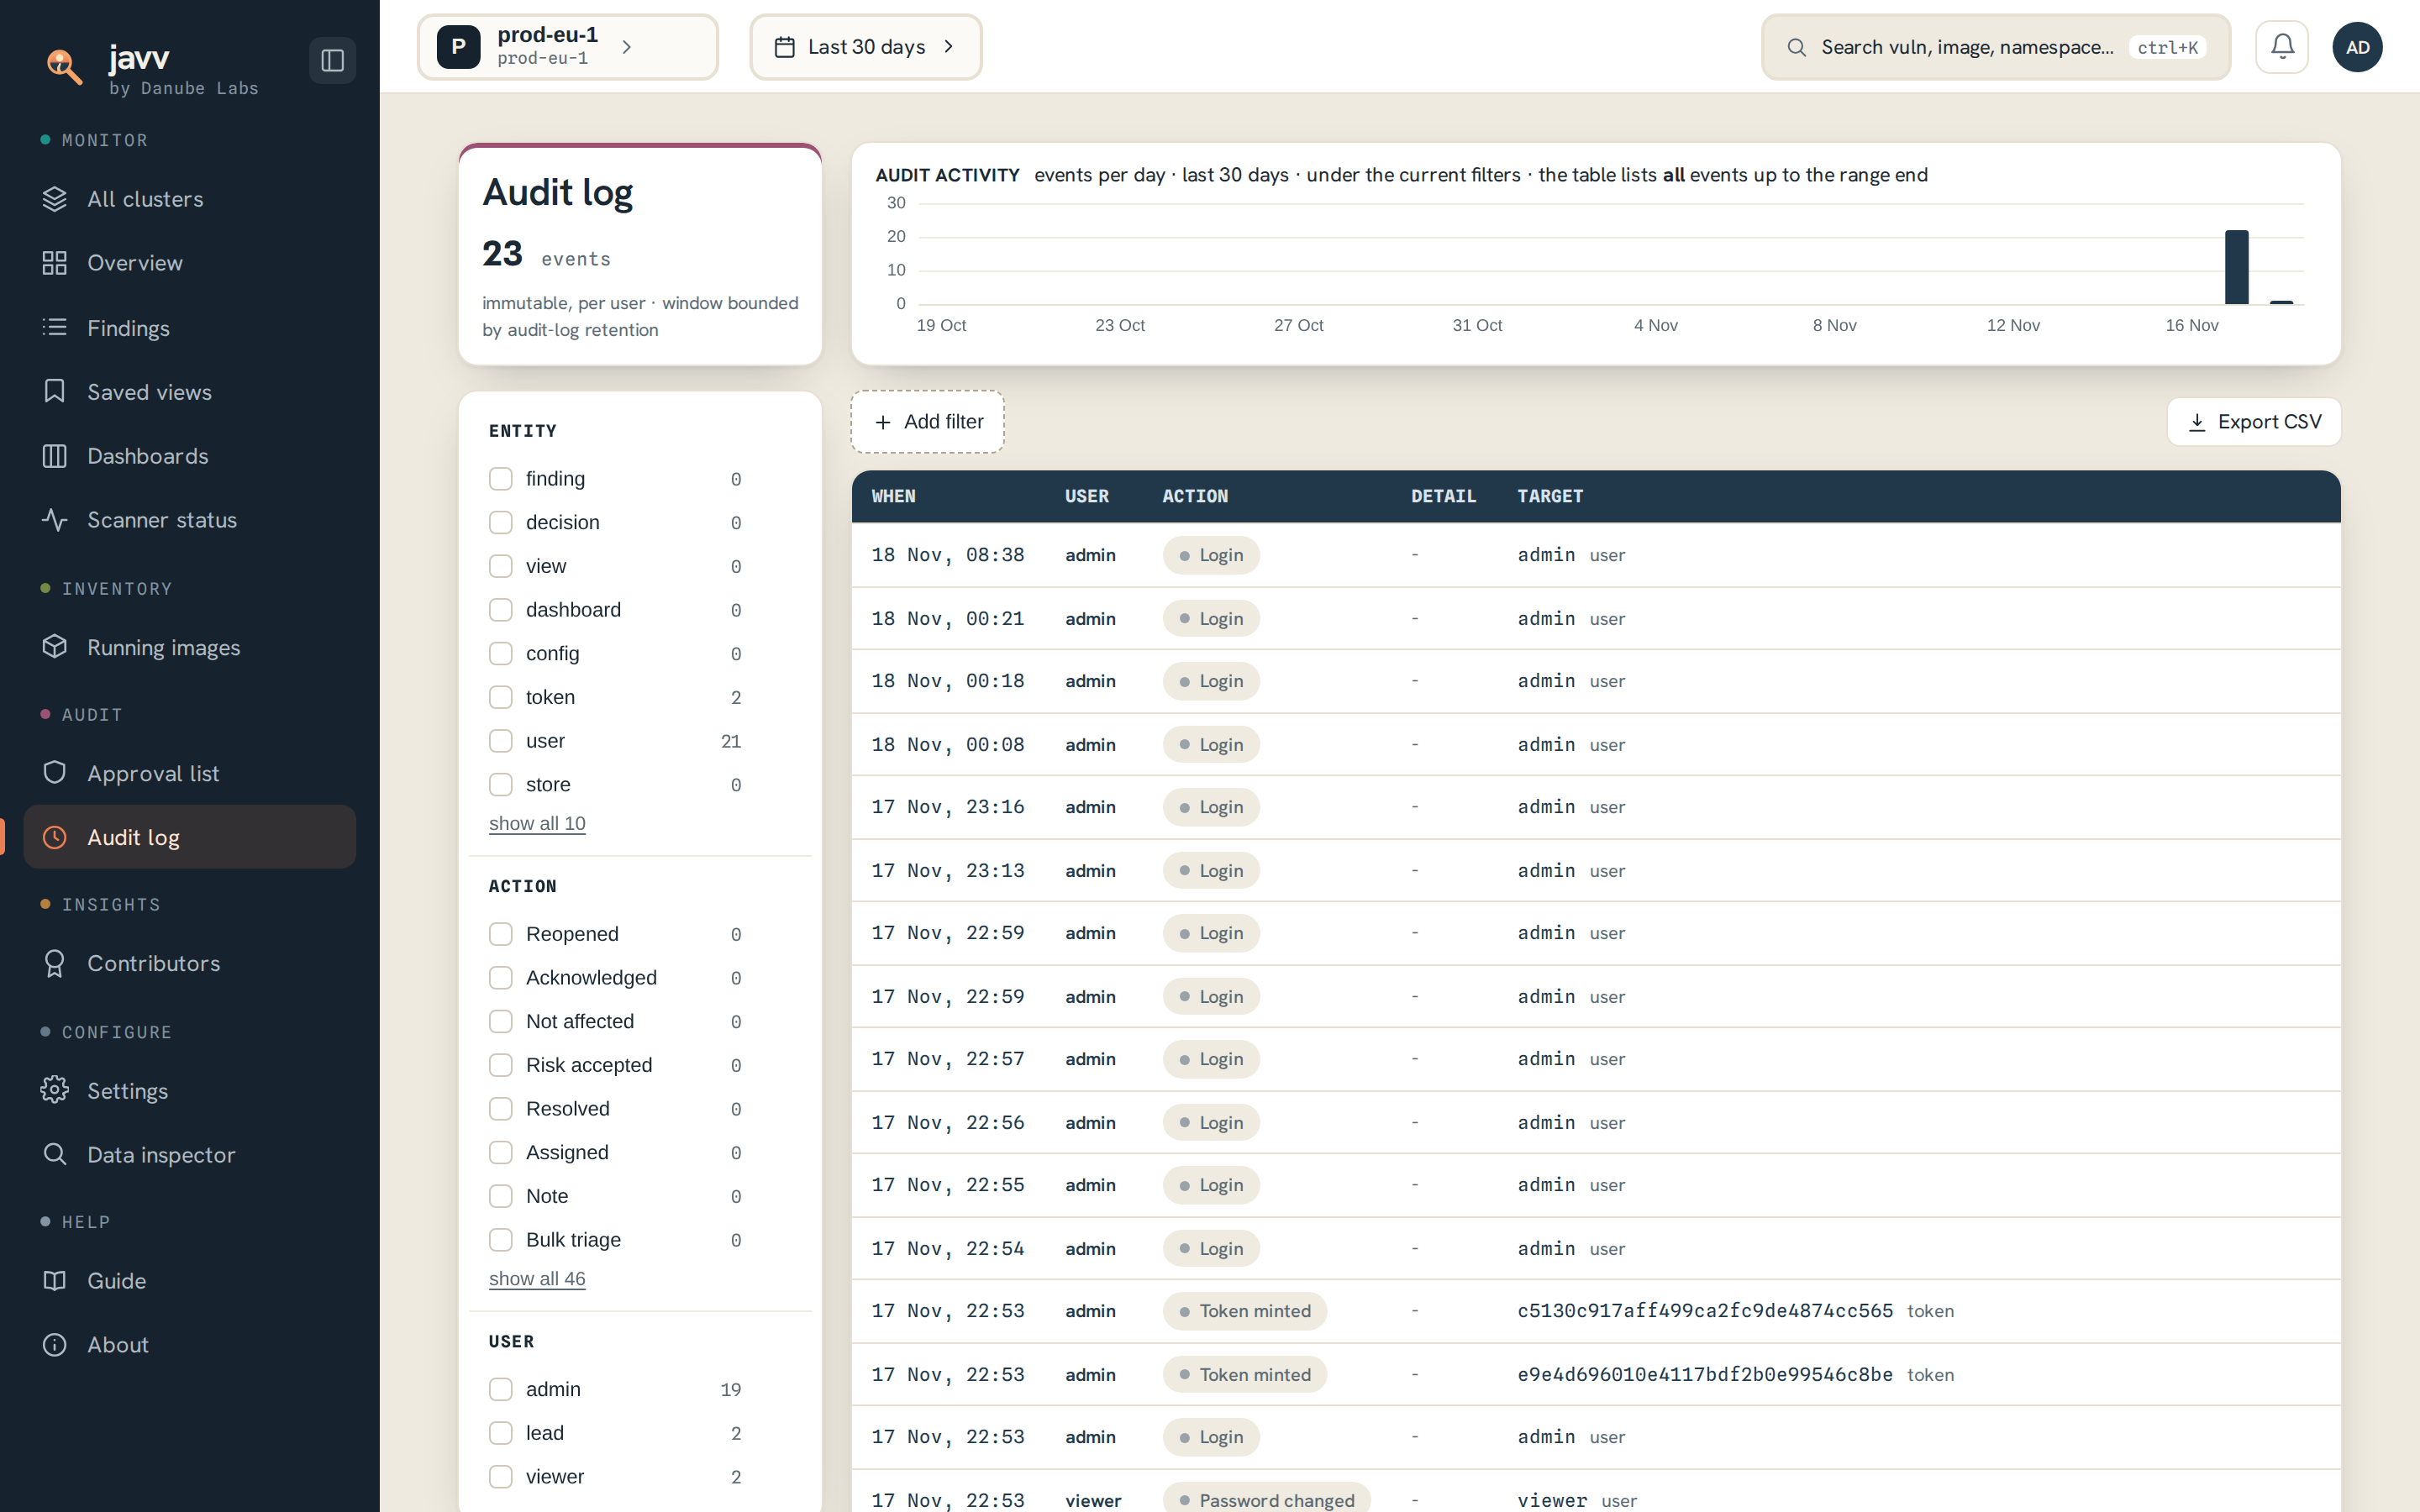 javv
by Danube Labs
MONITOR
All clusters
Overview
Findings
Saved views
Dashboards
Scanner status
INVENTORY
Running images
AUDIT
Approval list
Audit log
INSIGHTS
Contributors
CONFIGURE
Settings
Data inspector
HELP
Guide
About
P
prod-eu-1
prod-eu-1
Last 30 days
Search vuln, image, namespace...
ctrl+K
AD
Audit log
23 events
immutable, per user · window bounded
by audit-log retention
AUDIT ACTIVITY events per day · last 30 days · under the current filters · the table lists all events up to the range end
30
20
10
0
19 Oct 23 Oct 27 Oct 31 Oct 4 Nov 8 Nov 12 Nov 16 Nov
ENTITY
finding 0
decision 0
view 0
dashboard 0
config 0
token 2
user 21
store 0
show all 10
ACTION
Reopened 0
Acknowledged 0
Not affected 0
Risk accepted 0
Resolved 0
Assigned 0
Note 0
Bulk triage 0
show all 46
USER
admin 19
lead 2
viewer 2
+ Add filter
Export CSV
WHEN USER ACTION DETAIL TARGET
18 Nov, 08:38 admin Login - admin user
18 Nov, 00:21 admin Login - admin user
18 Nov, 00:18 admin Login - admin user
18 Nov, 00:08 admin Login - admin user
17 Nov, 23:16 admin Login - admin user
17 Nov, 23:13 admin Login - admin user
17 Nov, 22:59 admin Login - admin user
17 Nov, 22:59 admin Login - admin user
17 Nov, 22:57 admin Login - admin user
17 Nov, 22:56 admin Login - admin user
17 Nov, 22:55 admin Login - admin user
17 Nov, 22:54 admin Login - admin user
17 Nov, 22:53 admin Token minted - c5130c917aff499ca2fc9de4874cc565 token
17 Nov, 22:53 admin Token minted - e9e4d696010e4117bdf2b0e99546c8be token
17 Nov, 22:53 admin Login - admin user
17 Nov, 22:53 viewer Password changed - viewer user